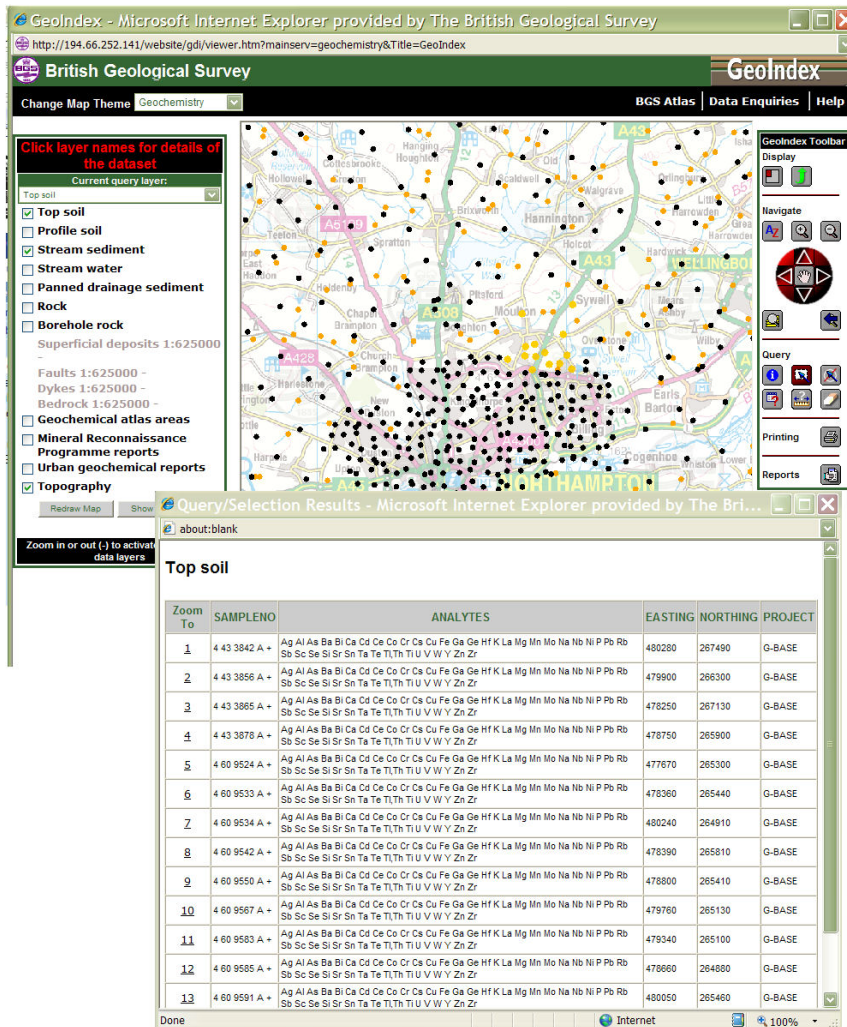 GeoIndex - Microsoft Internet Explorer provided by The British Geological Survey
http://194.66.252.141/website/gdi/viewer.htm?mainserv=geochemistry&Title=GeoIndex
BGS British Geological Survey
GeoIndex
Change Map Theme Geochemistry
BGS Atlas | Data Enquiries | Help
Click layer names for details of
the dataset
Current query layer:
Top soil
Top soil
Profile soil
Stream sediment
Stream water
Panned drainage sediment
Rock
Borehole rock
Superficial deposits 1:625000
-
Faults 1:625000 -
Dykes 1:625000 -
Bedrock 1:625000 -
Geochemical atlas areas
Mineral Reconnaissance
Programme reports
Urban geochemical reports
Topography
Redraw Map Show
Zoom in or out (-) to activate
data layers
A43
Hanging
Houghton
Cottesbrooke
Hollowell
Creaton
Scaldwell
Old
Orlingbury
Walgrave
Little
Harrowden
Brixworth
Hannington
Great
Harrowden
A5199
Teeton
Spratton
Holcot
A43
Hardwick
WELLINGBO
Holdenby
Pitsford
Sywell
Mears
Ashby
Chapel
Brampton
A508
Moulton
Overstone
Wilby
A428
Church
Brampton
Harlestone
Earls
Barton
New
Billing
Cogenhoe
Whiston
Lower
Harpole
A43
NORTHAMPTON
GeoIndex Toolbar
Display
Navigate
AZ
Query
Printing
Reports
Query/Selection Results - Microsoft Internet Explorer provided by The Bri...
about:blank
Top soil
Zoom
To SAMPLENO ANALYTES EASTING NORTHING PROJECT
1 4 43 3842 A + Ag Al As Ba Bi Ca Cd Ce Co Cr Cs Cu Fe Ga Ge Hf K La Mg Mn Mo Na Nb Ni P Pb Rb 480280 267490 G-BASE
Sb Sc Se Si Sr Sn Ta Te Tl,Th Ti U V W Y Zn Zr
2 4 43 3856 A + Ag Al As Ba Bi Ca Cd Ce Co Cr Cs Cu Fe Ga Ge Hf K La Mg Mn Mo Na Nb Ni P Pb Rb 479900 266300 G-BASE
Sb Sc Se Si Sr Sn Ta Te Tl,Th Ti U V W Y Zn Zr
3 4 43 3865 A + Ag Al As Ba Bi Ca Cd Ce Co Cr Cs Cu Fe Ga Ge Hf K La Mg Mn Mo Na Nb Ni P Pb Rb 478250 267130 G-BASE
Sb Sc Se Si Sr Sn Ta Te Tl,Th Ti U V W Y Zn Zr
4 4 43 3878 A + Ag Al As Ba Bi Ca Cd Ce Co Cr Cs Cu Fe Ga Ge Hf K La Mg Mn Mo Na Nb Ni P Pb Rb 478750 265900 G-BASE
Sb Sc Se Si Sr Sn Ta Te Tl,Th Ti U V W Y Zn Zr
5 4 60 9524 A + Ag Al As Ba Bi Ca Cd Ce Co Cr Cs Cu Fe Ga Ge Hf K La Mg Mn Mo Na Nb Ni P Pb Rb 477670 265300 G-BASE
Sb Sc Se Si Sr Sn Ta Te Tl,Th Ti U V W Y Zn Zr
6 4 60 9533 A + Ag Al As Ba Bi Ca Cd Ce Co Cr Cs Cu Fe Ga Ge Hf K La Mg Mn Mo Na Nb Ni P Pb Rb 478360 265440 G-BASE
Sb Sc Se Si Sr Sn Ta Te Tl,Th Ti U V W Y Zn Zr
7 4 60 9534 A + Ag Al As Ba Bi Ca Cd Ce Co Cr Cs Cu Fe Ga Ge Hf K La Mg Mn Mo Na Nb Ni P Pb Rb 480240 264910 G-BASE
Sb Sc Se Si Sr Sn Ta Te Tl,Th Ti U V W Y Zn Zr
8 4 60 9542 A + Ag Al As Ba Bi Ca Cd Ce Co Cr Cs Cu Fe Ga Ge Hf K La Mg Mn Mo Na Nb Ni P Pb Rb 478390 265810 G-BASE
Sb Sc Se Si Sr Sn Ta Te Tl,Th Ti U V W Y Zn Zr
9 4 60 9550 A + Ag Al As Ba Bi Ca Cd Ce Co Cr Cs Cu Fe Ga Ge Hf K La Mg Mn Mo Na Nb Ni P Pb Rb 478800 265410 G-BASE
Sb Sc Se Si Sr Sn Ta Te Tl,Th Ti U V W Y Zn Zr
10 4 60 9567 A + Ag Al As Ba Bi Ca Cd Ce Co Cr Cs Cu Fe Ga Ge Hf K La Mg Mn Mo Na Nb Ni P Pb Rb 479760 265130 G-BASE
Sb Sc Se Si Sr Sn Ta Te Tl,Th Ti U V W Y Zn Zr
11 4 60 9583 A + Ag Al As Ba Bi Ca Cd Ce Co Cr Cs Cu Fe Ga Ge Hf K La Mg Mn Mo Na Nb Ni P Pb Rb 479340 265100 G-BASE
Sb Sc Se Si Sr Sn Ta Te Tl,Th Ti U V W Y Zn Zr
12 4 60 9585 A + Ag Al As Ba Bi Ca Cd Ce Co Cr Cs Cu Fe Ga Ge Hf K La Mg Mn Mo Na Nb Ni P Pb Rb 478660 264880 G-BASE
Sb Sc Se Si Sr Sn Ta Te Tl,Th Ti U V W Y Zn Zr
13 4 60 9591 A + Ag Al As Ba Bi Ca Cd Ce Co Cr Cs Cu Fe Ga Ge Hf K La Mg Mn Mo Na Nb Ni P Pb Rb 480050 265460 G-BASE
Sb Sc Se Si Sr Sn Ta Te Tl,Th Ti U V W Y Zn Zr
Done Internet 100%